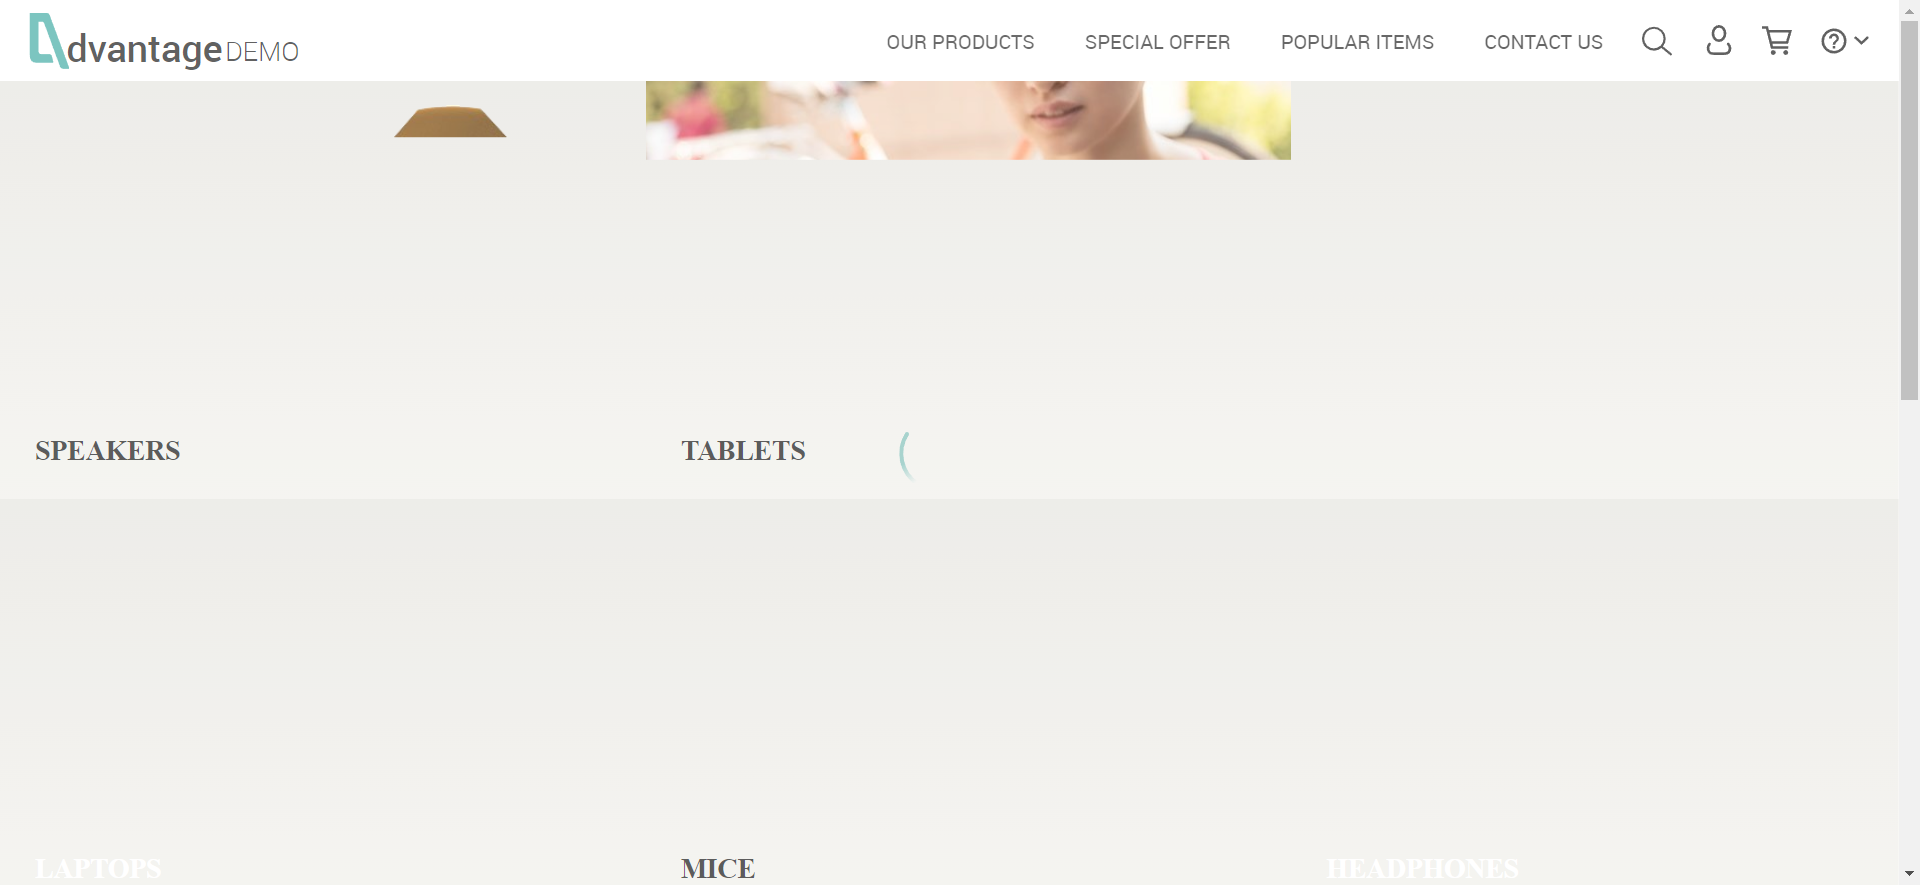 dvantage DEMO
OUR PRODUCTS
SPECIAL OFFER
POPULAR ITEMS
CONTACT US
SPEAKERS
TABLETS
LAPTOPS
MICE
HEADPHONES